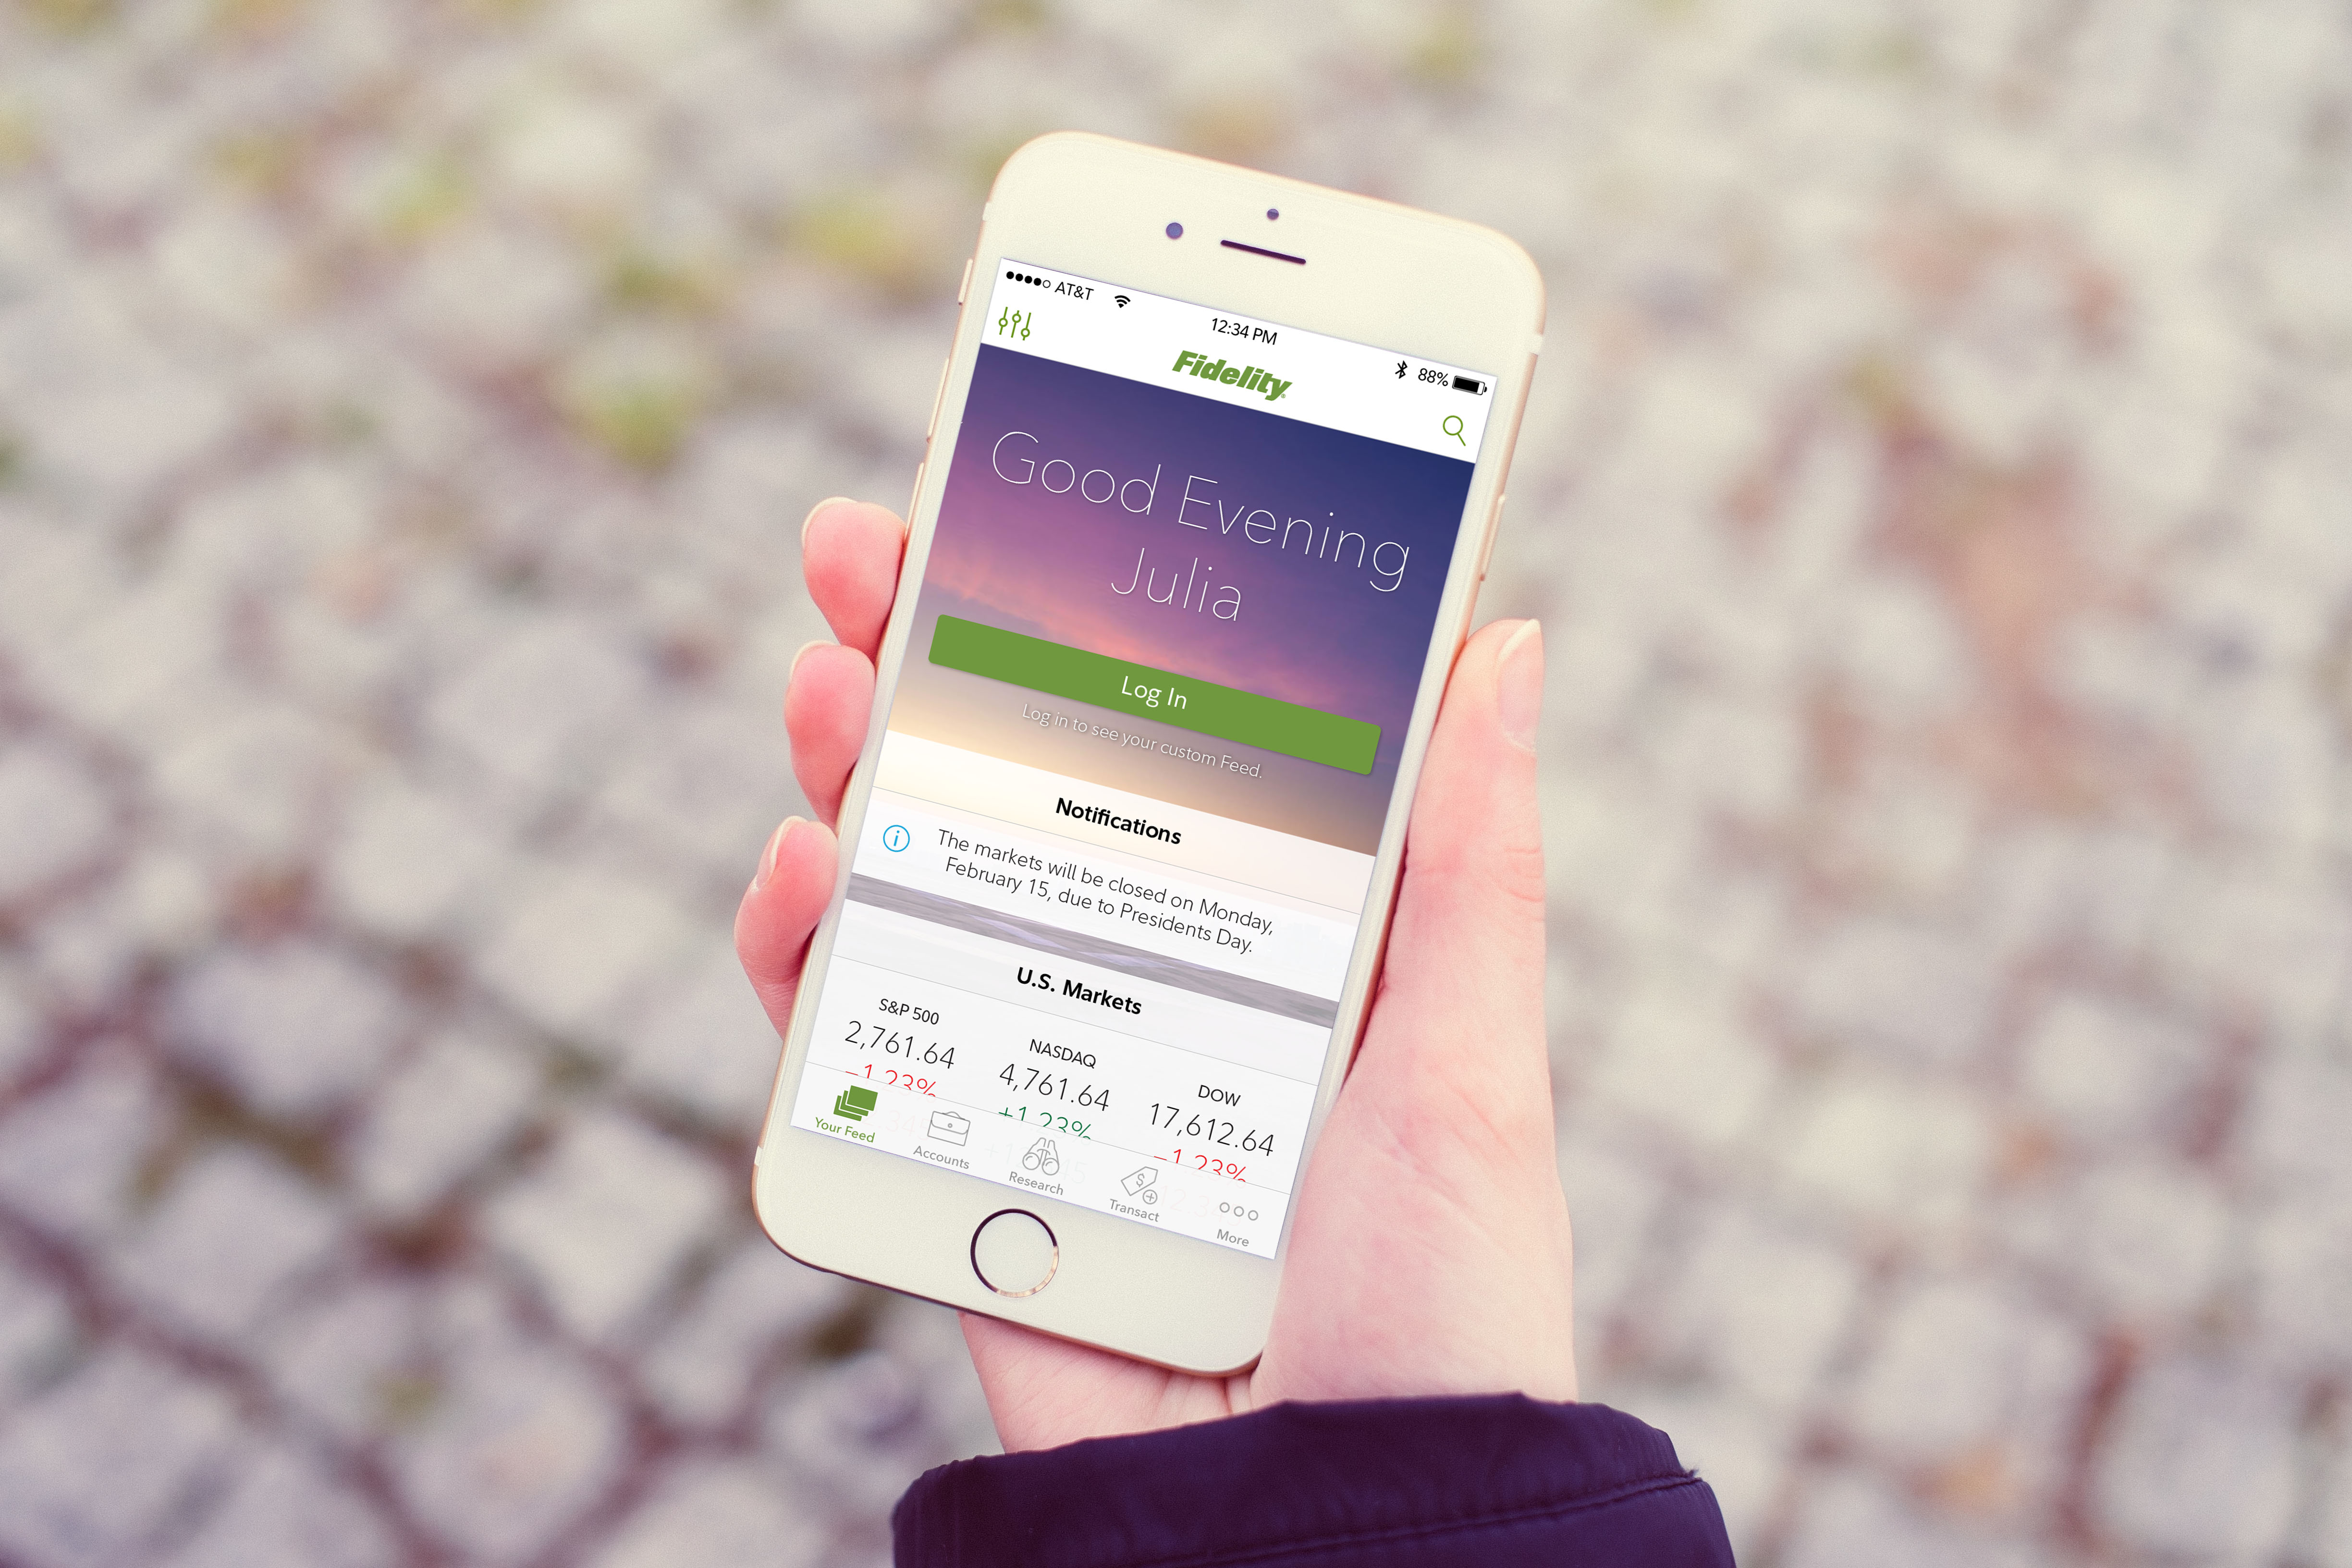 AT&T
12:34 PM
88%
Fidelity
Good Evening
Julia
Log In
Log in to see your custom Feed.
Notifications
The markets will be closed on Monday,
February 15, due to Presidents Day.
U.S. Markets
S&P 500
2,761.64
−1.23%
NASDAQ
4,761.64
+1.23%
DOW
17,612.64
−1.23%
Your Feed
Accounts
Research
Transact
More